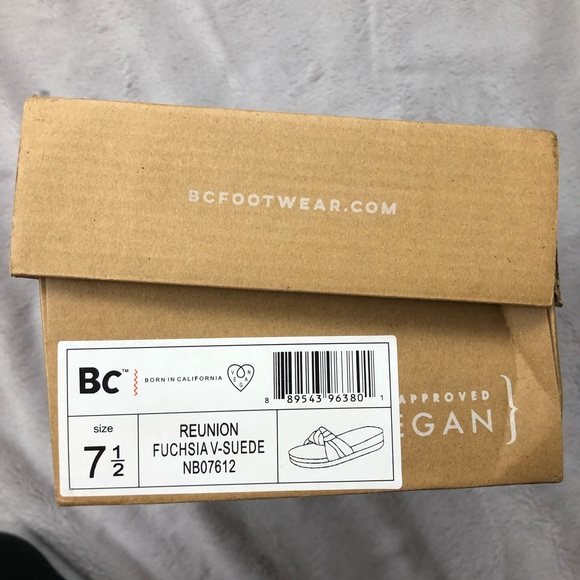 BCFOOTWEAR.COM
BC™
BORN IN CALIFORNIA
VEGAN
8 89543 96380 1
APPROVED
EGAN }
size
7 1/2
REUNION
FUCHSIA V-SUEDE
NB07612